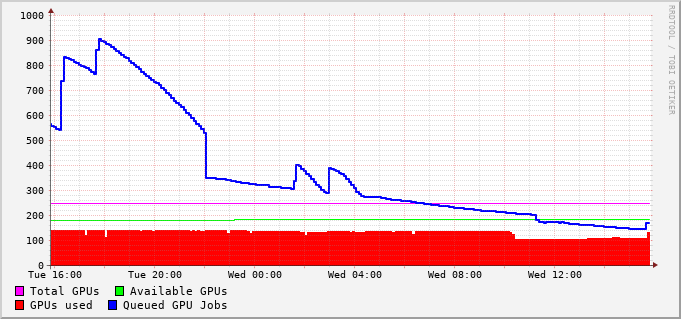 1000
900
800
700
600
500
400
300
200
100
0
Tue 16:00 Tue 20:00 Wed 00:00 Wed 04:00 Wed 08:00 Wed 12:00
Total GPUs Available GPUs
GPUs used Queued GPU Jobs
RRDTOOL / TOBI OETIKER